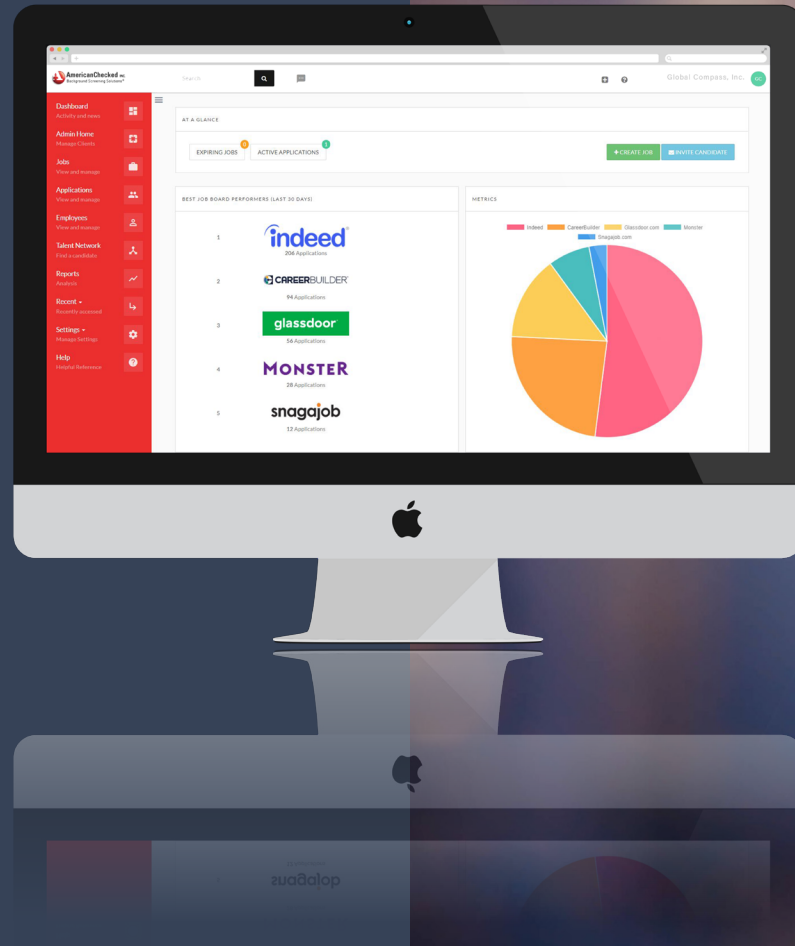 AmericanChecked INC
Background Screening Solutions
Search
Global Compass, Inc.
GC
Dashboard
Activity and news
Admin Home
Manage Clients
Jobs
View and manage
Applications
View and manage
Employees
View and manage
Talent Network
Find a candidate
Reports
Analysis
Recent
Recently accessed
Settings
Manage Settings
Help
Helpful Reference
AT A GLANCE
EXPIRING JOBS 0
ACTIVE APPLICATIONS 1
+ CREATE JOB
INVITE CANDIDATE
BEST JOB BOARD PERFORMERS (LAST 30 DAYS)
1 indeed
206 Applications
2 CAREERBUILDER
94 Applications
3 glassdoor
56 Applications
4 MONSTER
28 Applications
5 snagajob
13 Applications
METRICS
Indeed CareerBuilder Glassdoor.com Monster
Snagajob.com
snagajob